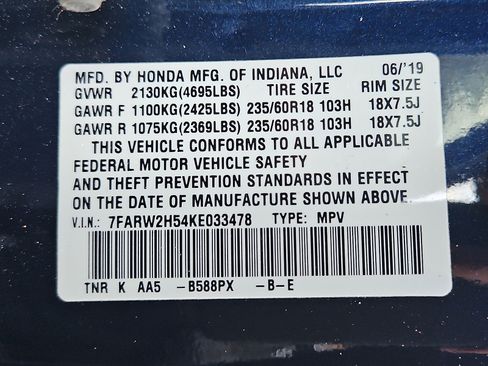 MFD. BY HONDA MFG. OF INDIANA, LLC 06/'19
GVWR 2130KG(4695LBS) TIRE SIZE RIM SIZE
GAWR F 1100KG(2425LBS) 235/60R18 103H 18X7.5J
GAWR R 1075KG(2369LBS) 235/60R18 103H 18X7.5J
THIS VEHICLE CONFORMS TO ALL APPLICABLE
FEDERAL MOTOR VEHICLE SAFETY
AND THEFT PREVENTION STANDARDS IN EFFECT
ON THE DATE OF MANUFACTURE SHOWN ABOVE.
V.I.N.: 7FARW2H54KE033478 TYPE: MPV
TNR K AA5 -B588PX -B-E